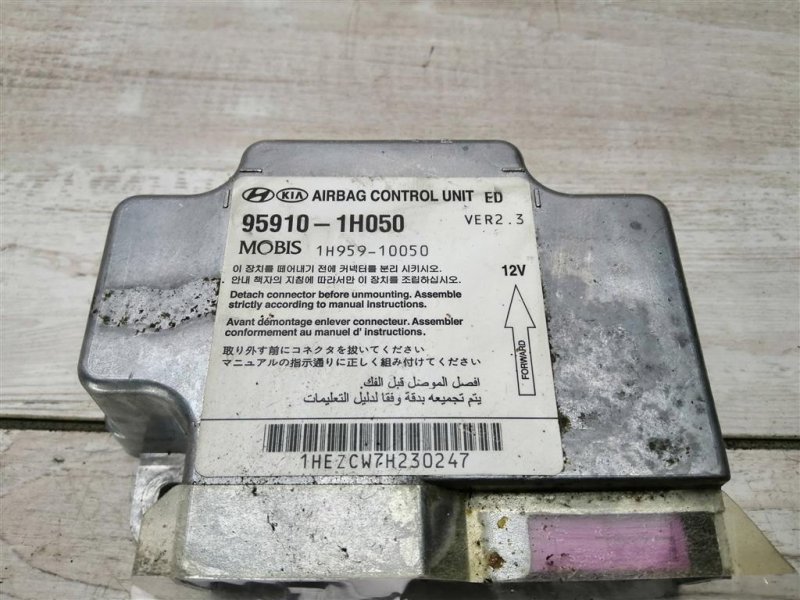 KIA AIRBAG CONTROL UNIT ED
95910-1H050 VER2.3
MOBIS 1H959-10050
이 장치를 떼어내기 전에 커넥터를 분리 시키시오. 12V
안내 책자의 지침에 따라서만 이 장치를 조립하십시오.
Detach connector before unmounting. Assemble
strictly according to manual instructions.
Avant démontage enlever connecteur. Assembler
conformement au manuel d' instructions.
FORWARD
取り外す前にコネクタを抜いてください
マニュアルの指示通りに正しく組み付けてください
افصل الموصل قبل الفك.
يتم تجميعه بدقة وفقا لدليل التعليمات
1HEZCW7H230247